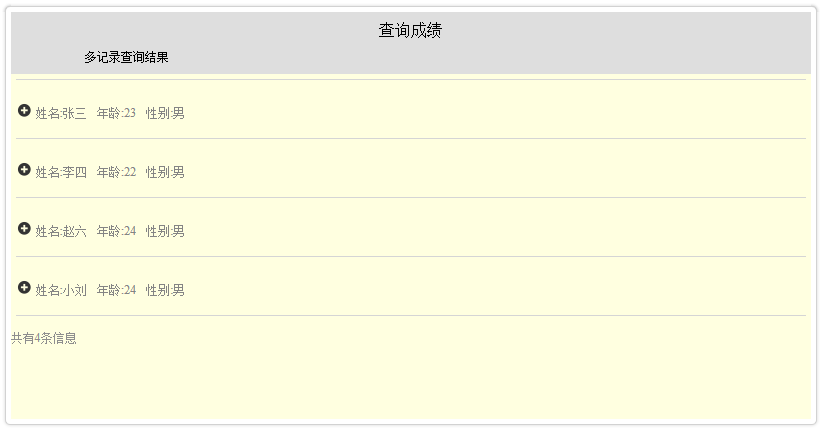 查询成绩
多记录查询结果
姓名:张三 年龄:23 性别:男
姓名:李四 年龄:22 性别:男
姓名:赵六 年龄:24 性别:男
姓名:小刘 年龄:24 性别:男
共有4条信息